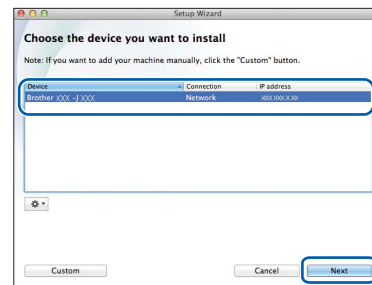 Setup Wizard
Choose the device you want to install
Note: If you want to add your machine manually, click the "Custom" button.
Device Connection IP address
Brother XXX -J XXX Network XXX.XXX.X.XX
Custom Cancel Next